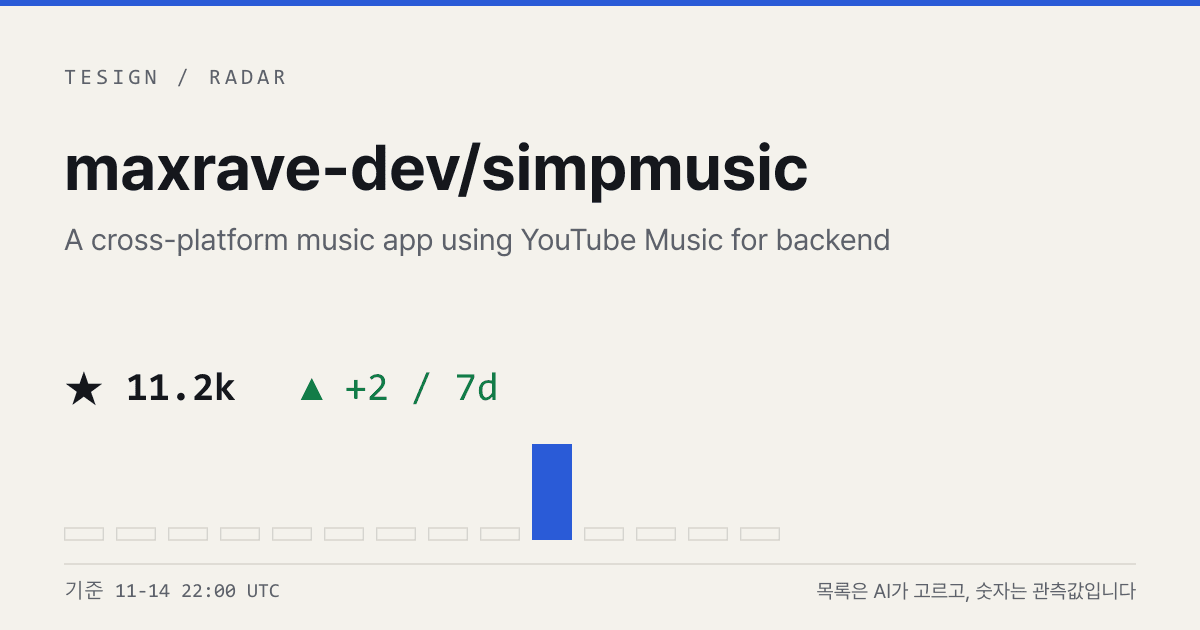 TESIGN / RADAR
maxrave-dev/simpmusic
A cross-platform music app using YouTube Music for backend
★ 11.2k ▲ +2 / 7d
기준 11-14 22:00 UTC
목록은 AI가 고르고, 숫자는 관측값입니다